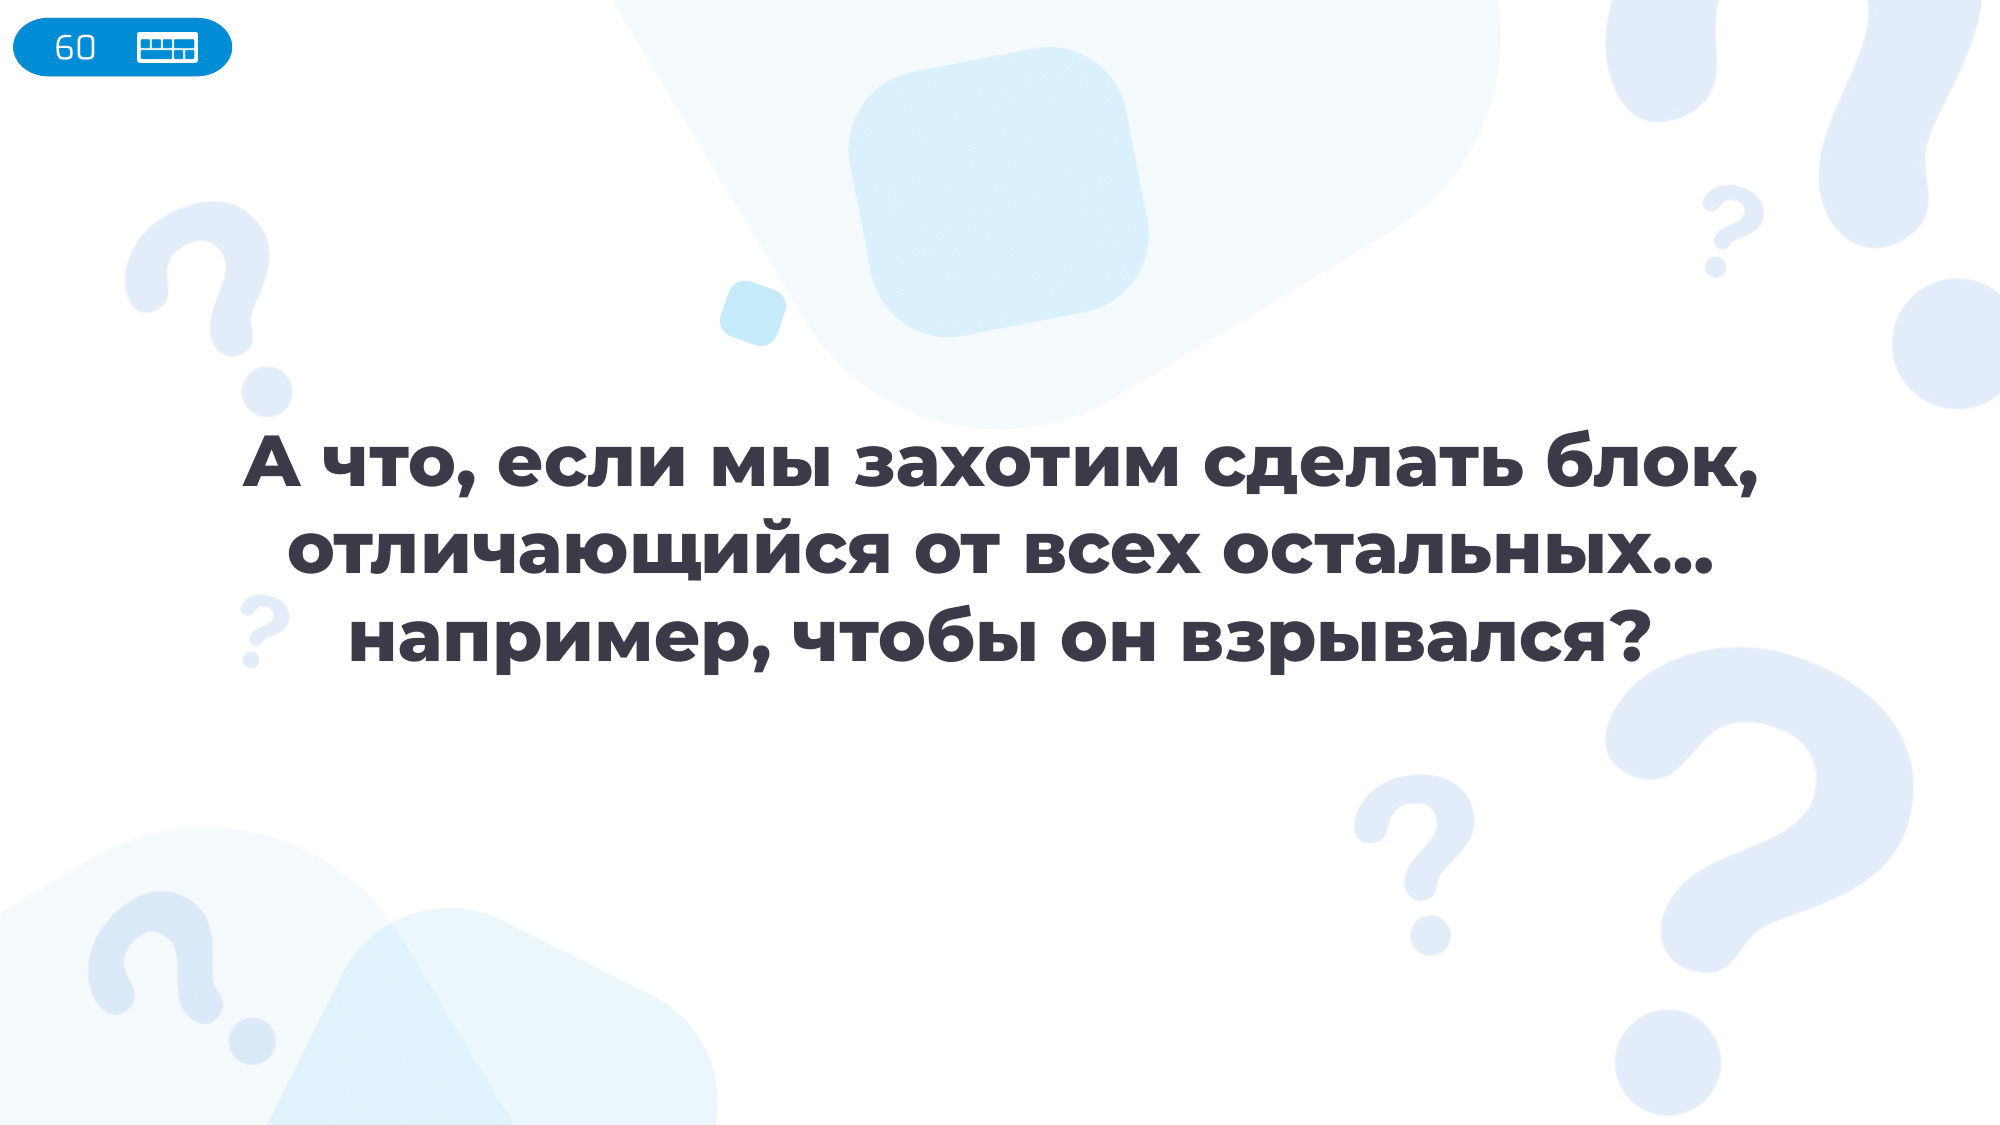 60
А что, если мы захотим сделать блок,
отличающийся от всех остальных...
например, чтобы он взрывался?